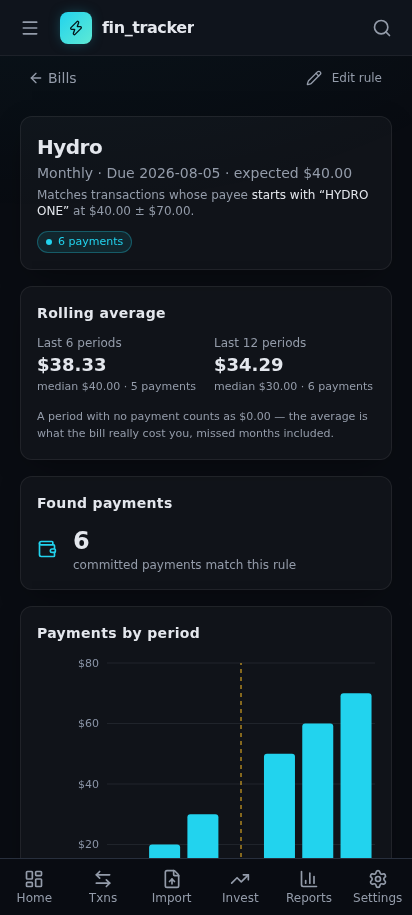 fin_tracker
Bills
Edit rule
Hydro
Monthly · Due 2026-08-05 · expected $40.00
Matches transactions whose payee starts with “HYDRO
ONE” at $40.00 ± $70.00.
6 payments
Rolling average
Last 6 periods
Last 12 periods
$38.33
$34.29
median $40.00 · 5 payments
median $30.00 · 6 payments
A period with no payment counts as $0.00 — the average is
what the bill really cost you, missed months included.
Found payments
6
committed payments match this rule
Payments by period
$80
$60
$40
$20
Home
Txns
Import
Invest
Reports
Settings